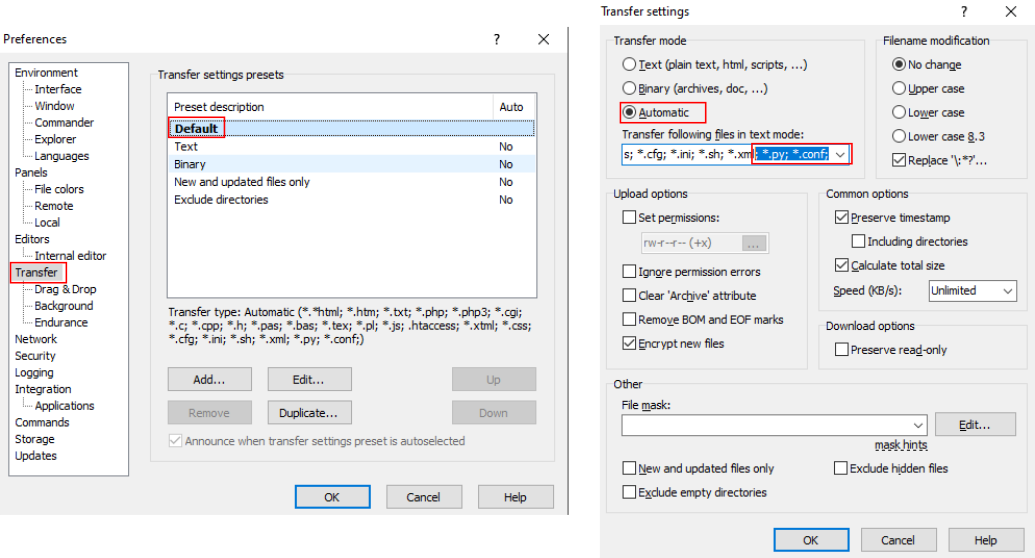 Preferences
?
Environment
Interface
Window
Commander
Explorer
Languages
Panels
File colors
Remote
Local
Editors
Internal editor
Transfer
Drag & Drop
Background
Endurance
Network
Security
Logging
Integration
Applications
Commands
Storage
Updates
Transfer settings presets
Preset description Auto
Default
Text No
Binary No
New and updated files only No
Exclude directories No
Transfer type: Automatic (*.*html; *.htm; *.txt; *.php; *.php3; *.cgi;
*.c; *.cpp; *.h; *.pas; *.bas; *.tex; *.pl; *.js; .htaccess; *.xtml; *.css;
*.cfg; *.ini; *.sh; *.xml; *.py; *.conf;)
Add... Edit... Up
Remove Duplicate... Down
Announce when transfer settings preset is autoselected
OK Cancel Help
Transfer settings
?
Transfer mode
Text (plain text, html, scripts, ...)
Binary (archives, doc, ...)
Automatic
Transfer following files in text mode:
s; *.cfg; *.ini; *.sh; *.xml; *.py; *.conf;
Filename modification
No change
Upper case
Lower case
Lower case 8.3
Replace '\:*?'...
Upload options
Set permissions:
rw-r--r-- (+x) ...
Ignore permission errors
Clear 'Archive' attribute
Remove BOM and EOF marks
Encrypt new files
Common options
Preserve timestamp
Including directories
Calculate total size
Speed (KB/s): Unlimited
Download options
Preserve read-only
Other
File mask:
Edit...
mask hints
New and updated files only Exclude hidden files
Exclude empty directories
OK Cancel Help